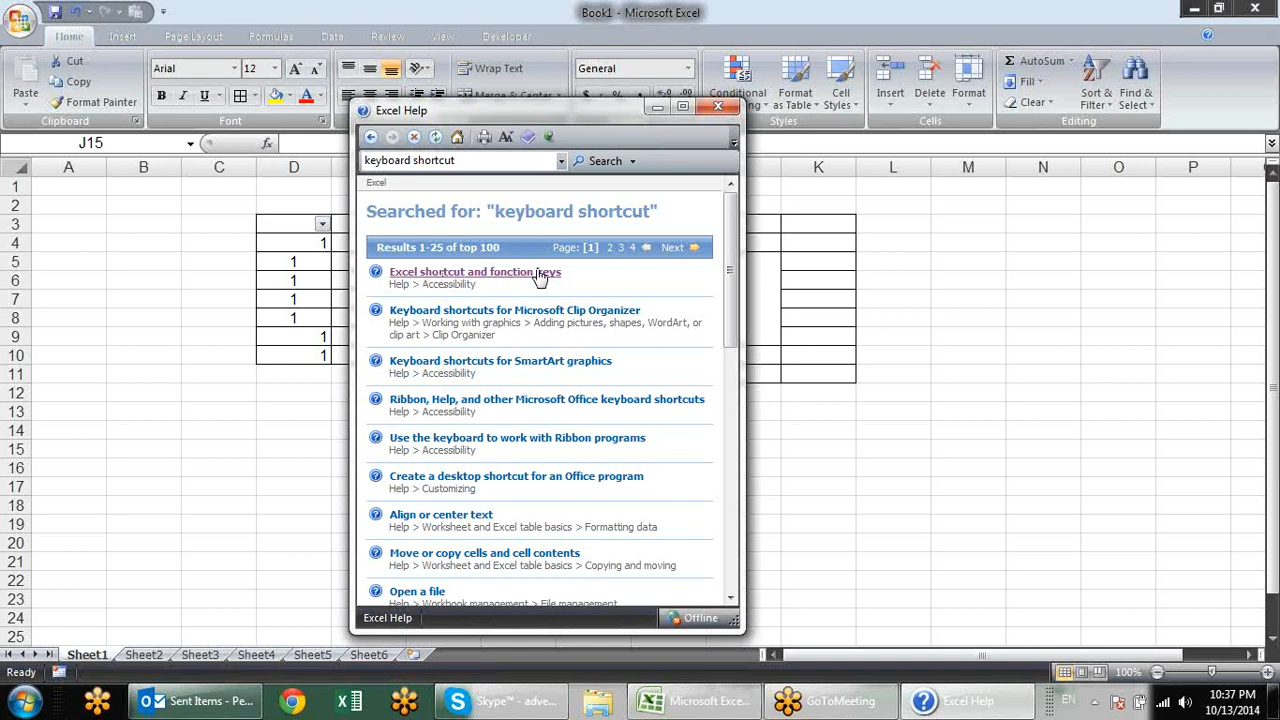 Book1 - Microsoft Excel
Home Insert Page Layout Formulas Data Review View Developer
Cut
Copy
Format Painter
Paste
Clipboard
Arial 12
B I U
Font
Wrap Text
Merge & Center
General
Conditional Formatting
Format as Table
Cell Styles
Styles
Insert Delete Format
Cells
AutoSum
Fill
Clear
Sort & Filter
Find & Select
Editing
J15 fx
A B C D K L M N O P
1
2
3
4 1
5 1
6 1
7 1
8 1
9 1
10 1
11
12
13
14
15
16
17
18
19
20
21
22
23
24
25
Excel Help
keyboard shortcut Search
Excel
Searched for: "keyboard shortcut"
Results 1-25 of top 100 Page: [1] 2 3 4 Next
Excel shortcut and function keys
Help > Accessibility
Keyboard shortcuts for Microsoft Clip Organizer
Help > Working with graphics > Adding pictures, shapes, WordArt, or
clip art > Clip Organizer
Keyboard shortcuts for SmartArt graphics
Help > Accessibility
Ribbon, Help, and other Microsoft Office keyboard shortcuts
Help > Accessibility
Use the keyboard to work with Ribbon programs
Help > Accessibility
Create a desktop shortcut for an Office program
Help > Customizing
Align or center text
Help > Worksheet and Excel table basics > Formatting data
Move or copy cells and cell contents
Help > Worksheet and Excel table basics > Copying and moving
Open a file
Help > Workbook management > File management
Excel Help Offline
Sheet1 Sheet2 Sheet3 Sheet4 Sheet5 Sheet6
Ready 100%
Sent Items - Pe... Skype™ - adve... Microsoft Exce... GoToMeeting Excel Help EN
10:37 PM
10/13/2014